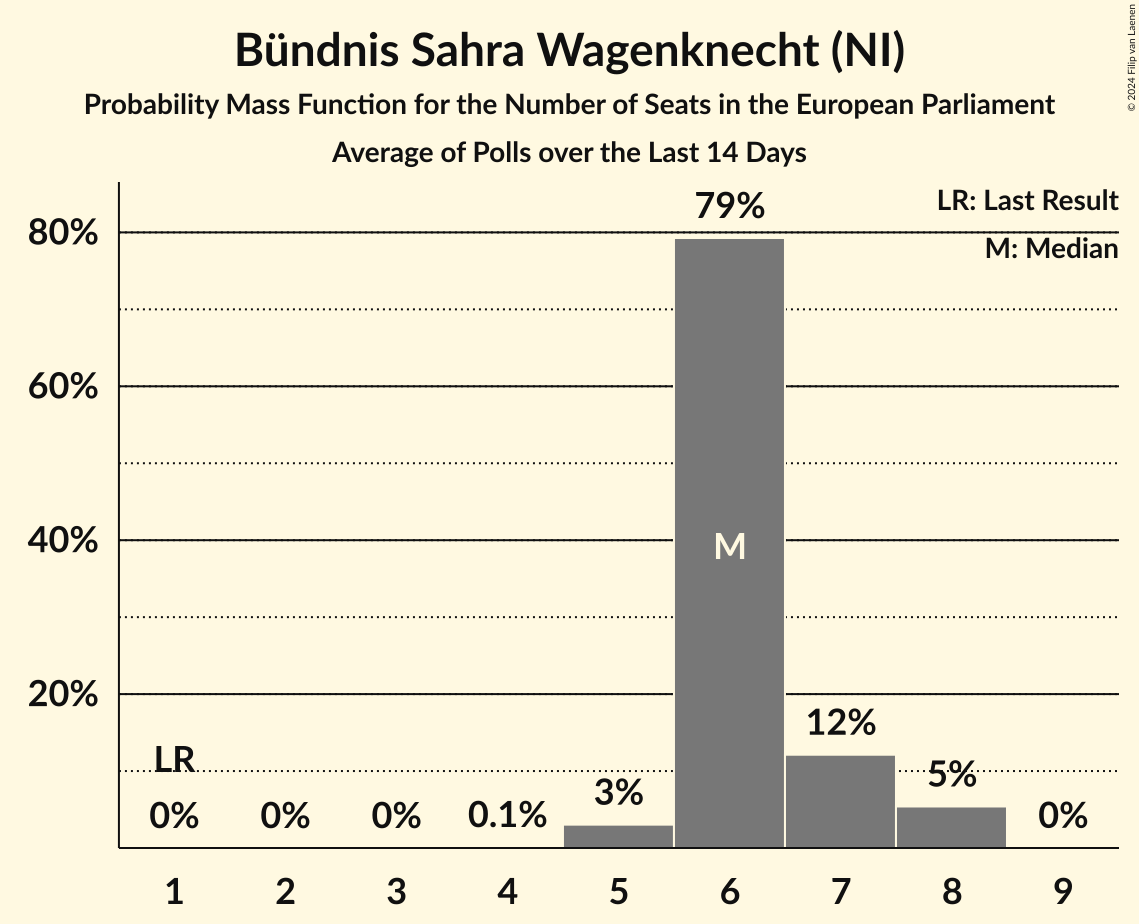 Bündnis Sahra Wagenknecht (NI)
Probability Mass Function for the Number of Seats in the European Parliament
Average of Polls over the Last 14 Days
© 2024 Filip van Laenen
LR: Last Result
M: Median
80%
60%
40%
20%
79%
M
12%
5%
3%
LR
0%
0%
0%
0.1%
0%
1 2 3 4 5 6 7 8 9